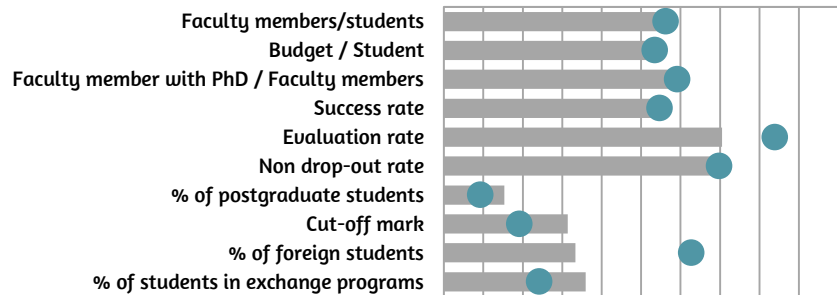 Faculty members/students
Budget / Student
Faculty member with PhD / Faculty members
Success rate
Evaluation rate
Non drop-out rate
% of postgraduate students
Cut-off mark
% of foreign students
% of students in exchange programs